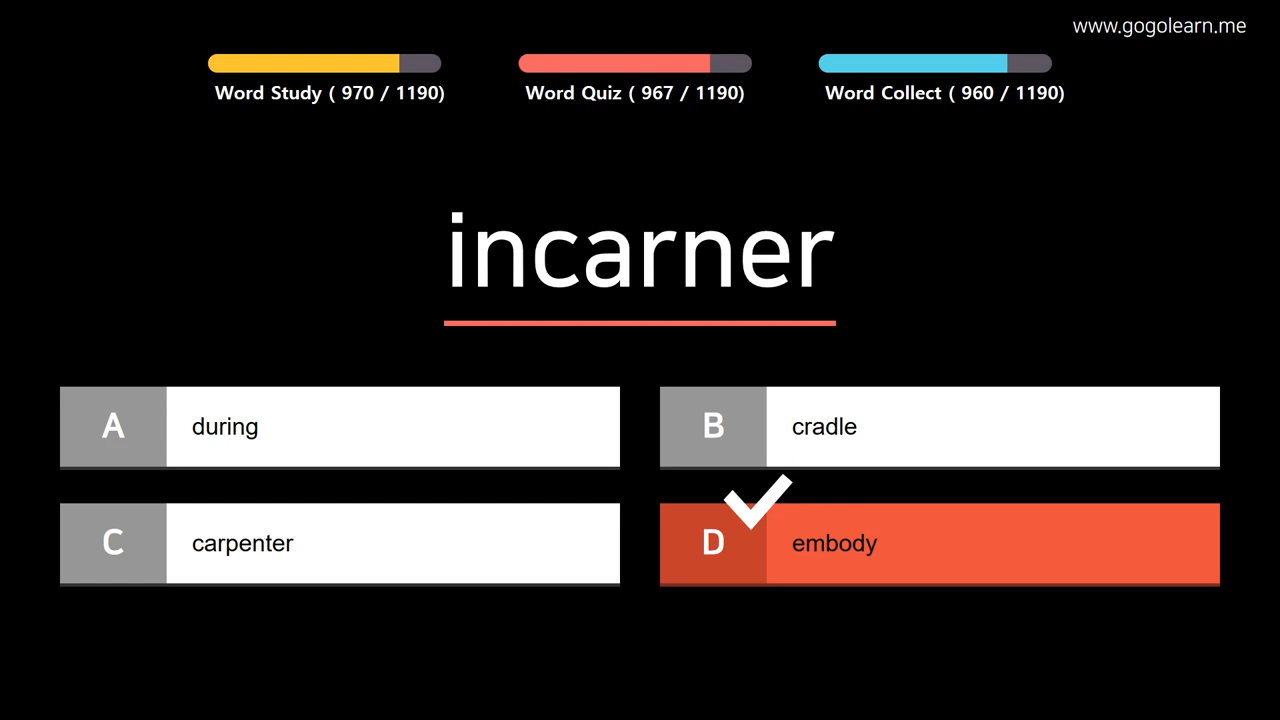 www.gogolearn.me
Word Study ( 970 / 1190)
Word Quiz ( 967 / 1190)
Word Collect ( 960 / 1190)
incarner
A during
B cradle
C carpenter
D embody